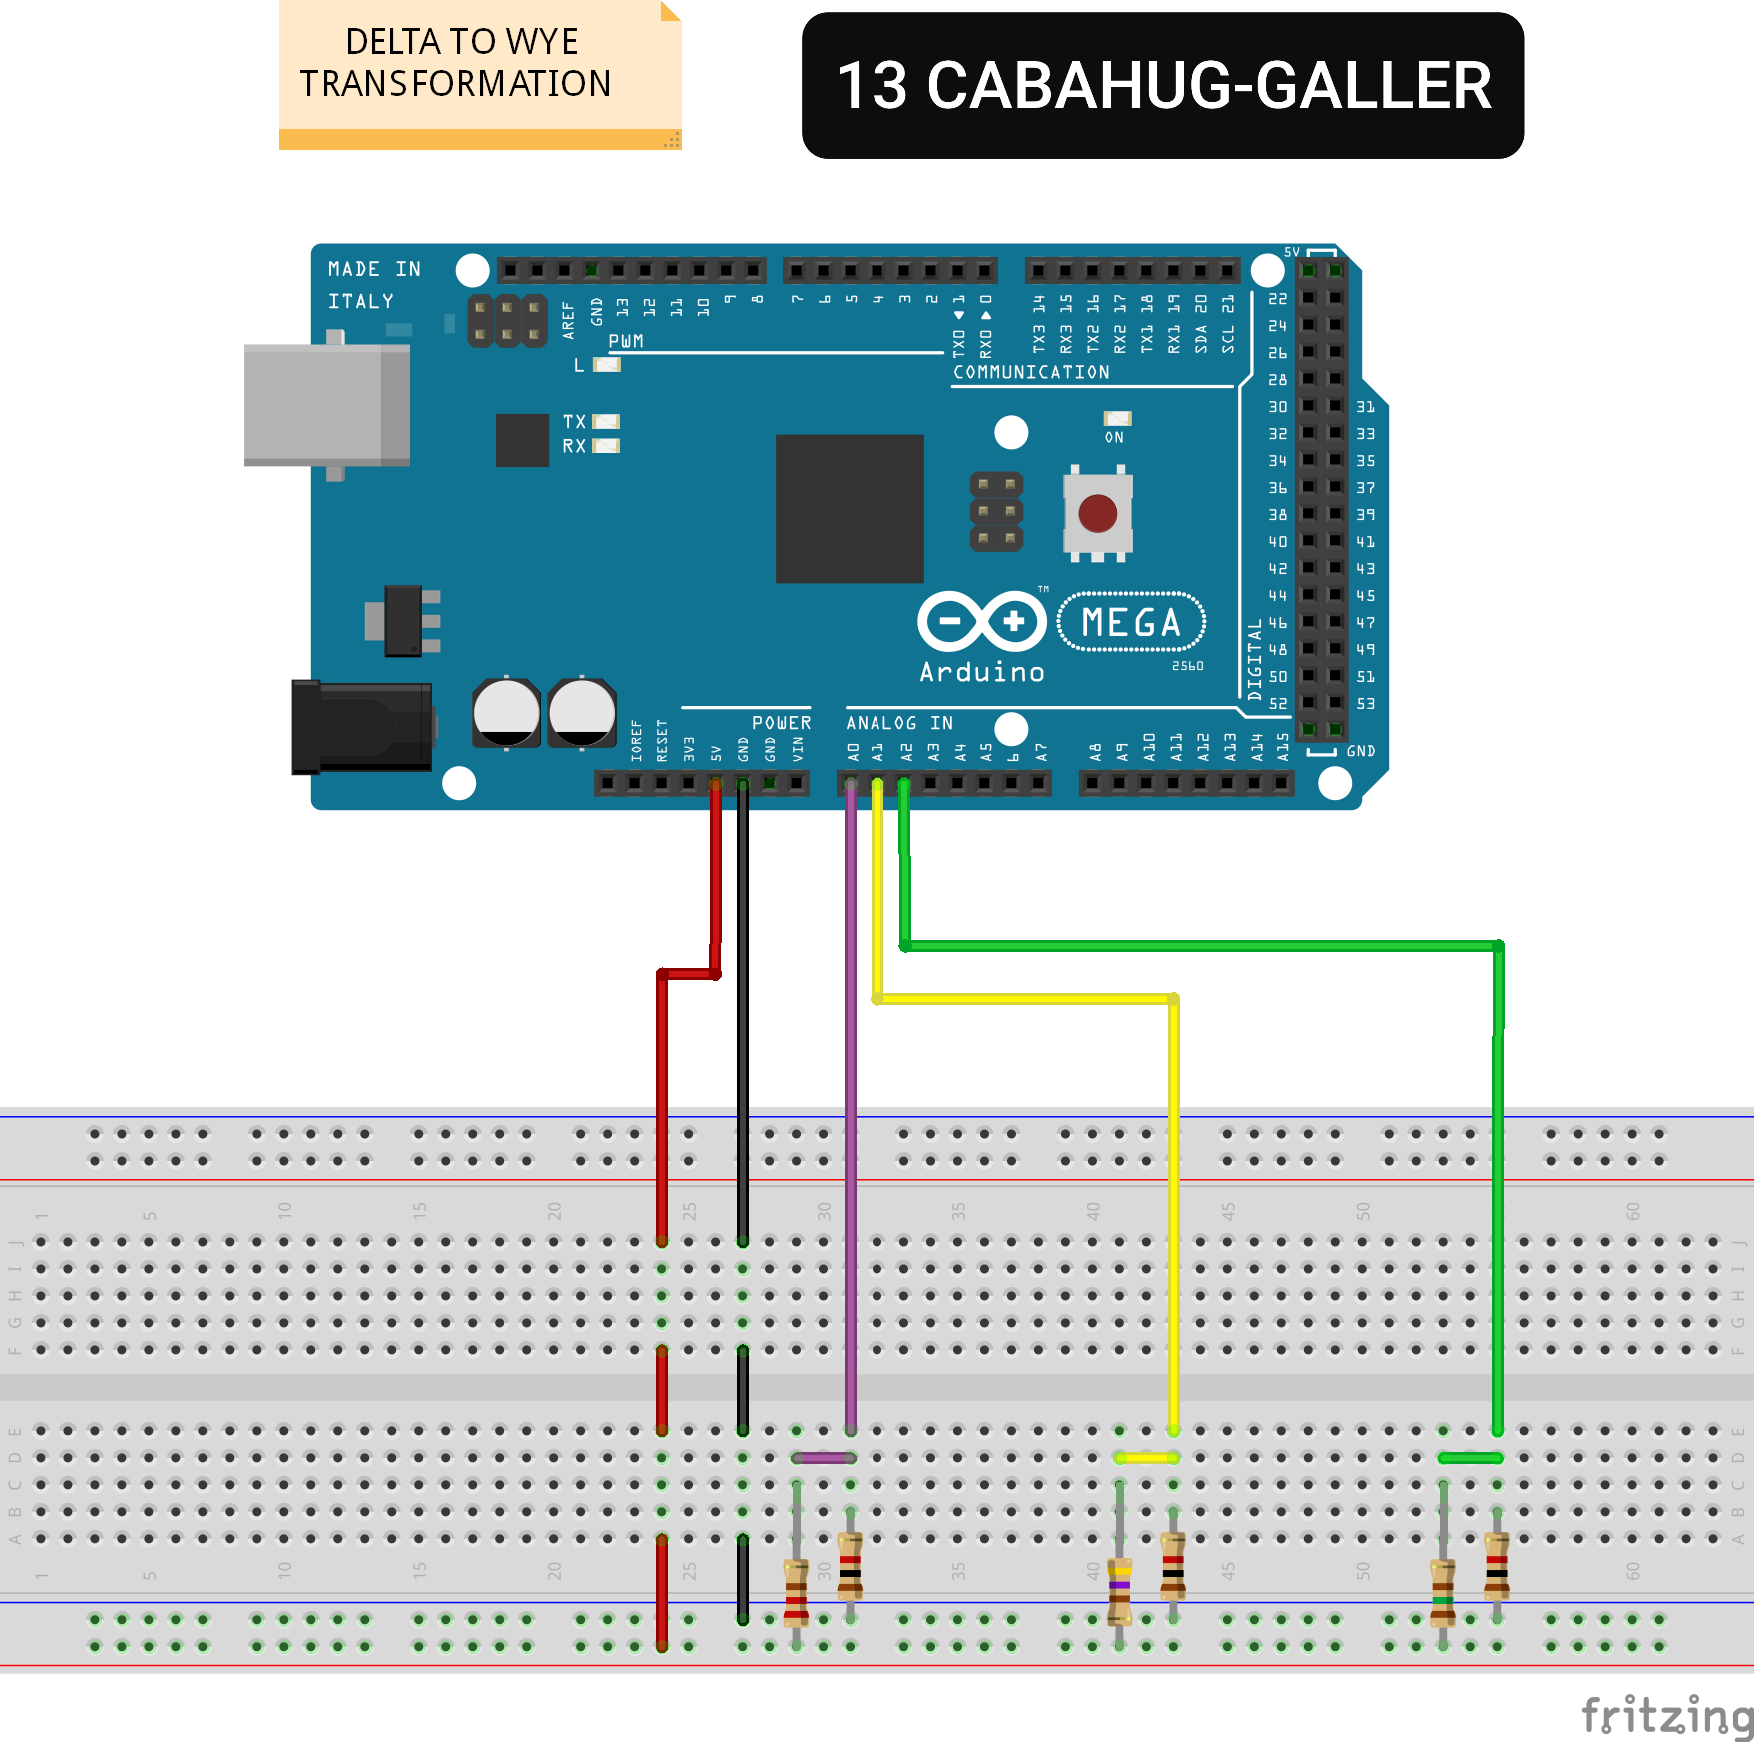 DELTA TO WYE
TRANSFORMATION
13 CABAHUG-GALLER
MADE IN
ITALY
AREF
GND
13
12
11
10
9
8
7
6
5
4
3
2
TX0 ▶ 1
RX0 ◀ 0
TX3 14
RX3 15
TX2 16
RX2 17
TX1 18
RX1 19
SDA 20
SCL 21
5V
PWM
L
COMMUNICATION
TX
RX
ON
22
24
26
28
30 31
32 33
34 35
36 37
38 39
40 41
42 43
44 45
46 47
48 49
50 51
52 53
GND
DIGITAL
TM
MEGA
2560
Arduino
POWER
ANALOG IN
IOREF
RESET
3V3
5V
GND
GND
VIN
A0
A1
A2
A3
A4
A5
6
A7
A8
A9
A10
A11
A12
A13
A14
A15
1 5 10 15 20 25 30 35 40 45 50 60
J J
I I
H H
G G
F F
E E
D D
C C
B B
A A
1 5 10 15 20 25 30 35 40 45 50 60
fritzing